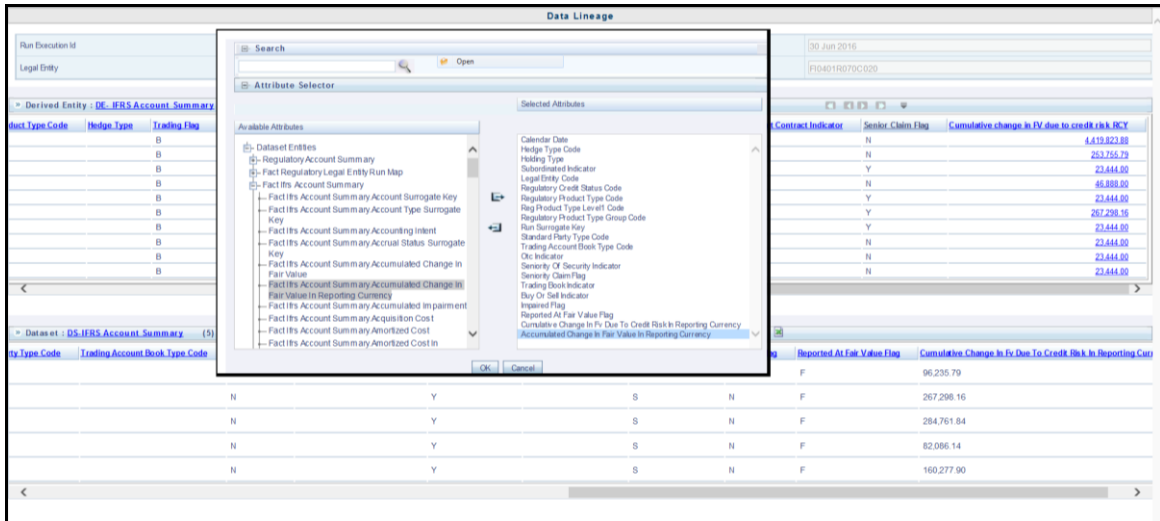 Data Lineage
Run Execution Id
30 Jun 2016
Legal Entity
FI0401R070C020
Search
Open
Attribute Selector
Selected Attributes
Available Attributes
Dataset Entities
Regulatory Account Summary
Fact Regulatory Legal Entity Run Map
Fact Ifrs Account Summary
Fact Ifrs Account Summary Account Surrogate Key
Fact Ifrs Account Summary Account Type Surrogate
Key
Fact Ifrs Account Summary Accounting Intent
Fact Ifrs Account Summary Accrual Status Surrogate
Key
Fact Ifrs Account Summary Accumulated Change In
Fair Value
Fact Ifrs Account Summary Accumulated Change In
Fair Value In Reporting Currency
Fact Ifrs Account Summary Accumulated Impairment
Fact Ifrs Account Summary Acquisition Cost
Fact Ifrs Account Summary Amortized Cost
Fact Ifrs Account Summary Amortized Cost in
Calendar Date
Hedge Type Code
Holding Type
Subordinated Indicator
Legal Entity Code
Regulatory Credit Status Code
Regulatory Product Type Code
Reg Product Type Level1 Code
Regulatory Product Type Group Code
Run Surrogate Key
Standard Party Type Code
Trading Account Book Type Code
Otc Indicator
Seniority Of Security Indicator
Seniority Claim Flag
Trading Book Indicator
Buy Or Sell Indicator
Impaired Flag
Reported At Fair Value Flag
Cumulative Change In Fv Due To Credit Risk In Reporting Currency
Accumulated Change In Fair Value In Reporting Currency
OK Cancel
» Derived Entity : DE- IFRS Account Summary
duct Type Code Hedge Type Trading Flag
t Contract Indicator Senior Claim Flag Cumulative change in FV due to credit risk RCY
B N 4,419,823.88
B N 253,755.79
B Y 23,444.00
B N 46,888.00
B Y 23,444.00
B Y 267,298.16
B Y 23,444.00
B N 23,444.00
B N 23,444.00
B N 23,444.00
» Dataset : DS-IFRS Account Summary (5)
ty Type Code Trading Account Book Type Code
Reported At Fair Value Flag Cumulative Change In Fv Due To Credit Risk In Reporting Curr
F 96,235.79
N Y S N F 267,298.16
N Y S N F 284,761.84
N Y S N F 82,086.14
N Y S N F 160,277.90